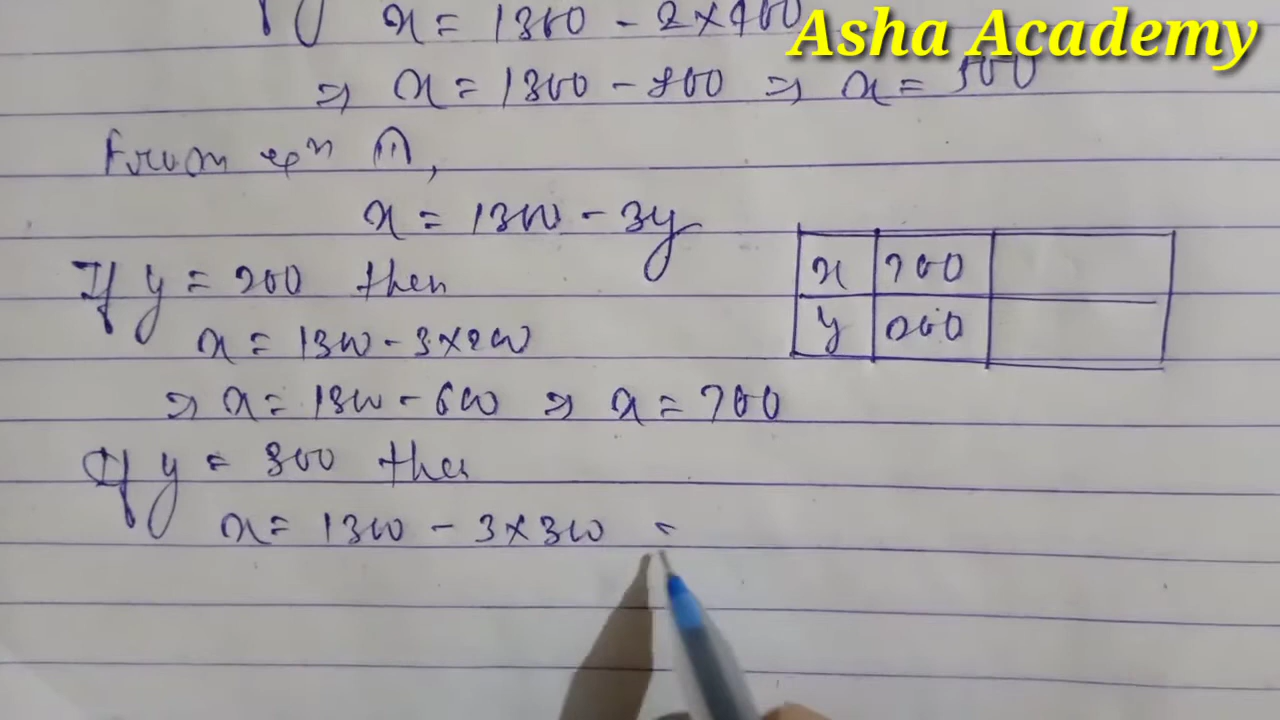 x = 1300 - 2×400
Asha Academy
⇒ x = 1300 - 800 ⇒ x = 500
From eqn (ii),
x = 1300 - 3y
If y = 200 then
x 700
x = 1300 - 3×200
y 200
⇒ x = 1300 - 600 ⇒ x = 700
If y = 300 then
x = 1300 - 3×300 =